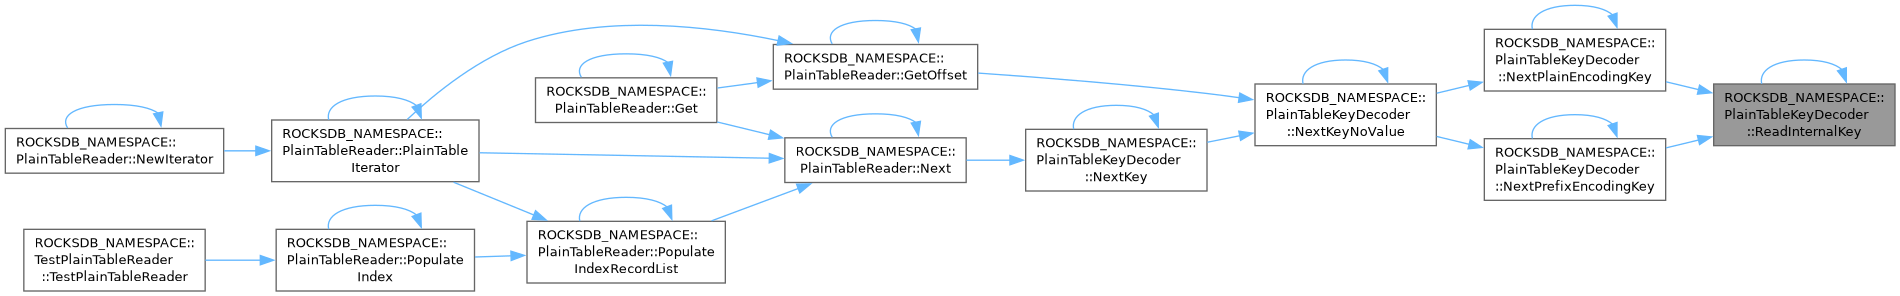 ROCKSDB_NAMESPACE::
PlainTableKeyDecoder
::ReadInternalKey
ROCKSDB_NAMESPACE::
PlainTableKeyDecoder
::NextPlainEncodingKey
ROCKSDB_NAMESPACE::
PlainTableKeyDecoder
::NextPrefixEncodingKey
ROCKSDB_NAMESPACE::
PlainTableKeyDecoder
::NextKeyNoValue
ROCKSDB_NAMESPACE::
PlainTableReader::GetOffset
ROCKSDB_NAMESPACE::
PlainTableKeyDecoder
::NextKey
ROCKSDB_NAMESPACE::
PlainTableReader::Next
ROCKSDB_NAMESPACE::
PlainTableReader::Get
ROCKSDB_NAMESPACE::
PlainTableReader::PlainTable
Iterator
ROCKSDB_NAMESPACE::
PlainTableReader::NewIterator
ROCKSDB_NAMESPACE::
PlainTableReader::Populate
IndexRecordList
ROCKSDB_NAMESPACE::
PlainTableReader::Populate
Index
ROCKSDB_NAMESPACE::
TestPlainTableReader
::TestPlainTableReader